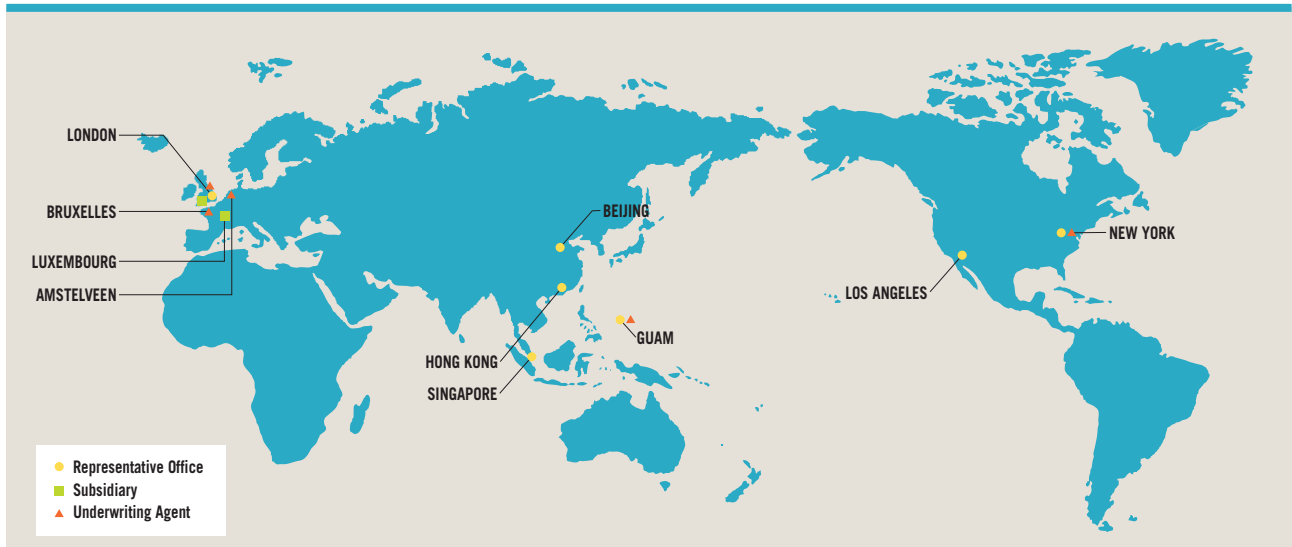 LONDON
BRUXELLES
LUXEMBOURG
AMSTELVEEN
BEIJING
HONG KONG
SINGAPORE
GUAM
LOS ANGELES
NEW YORK
Representative Office
Subsidiary
Underwriting Agent